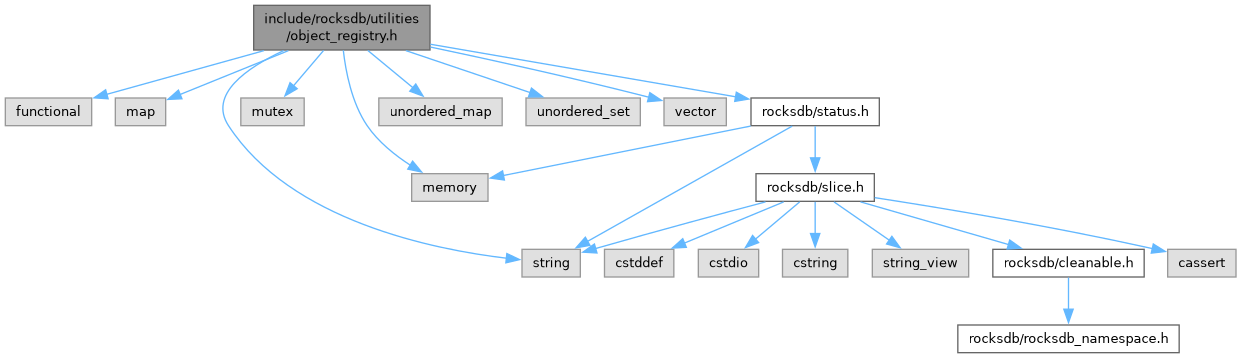 include/rocksdb/utilities
/object_registry.h
functional
map
mutex
unordered_map
unordered_set
vector
rocksdb/status.h
memory
rocksdb/slice.h
string
cstddef
cstdio
cstring
string_view
rocksdb/cleanable.h
cassert
rocksdb/rocksdb_namespace.h